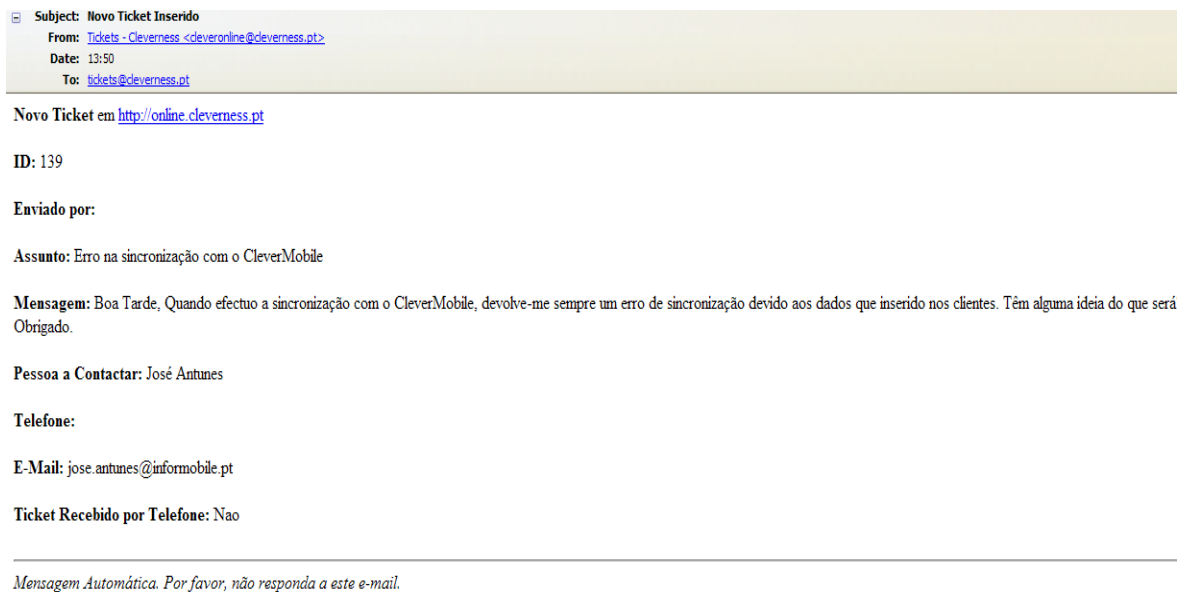 Subject: Novo Ticket Inserido
From: Tickets - Cleverness <cleveronline@cleverness.pt>
Date: 13:50
To: tickets@cleverness.pt
Novo Ticket em http://online.cleverness.pt
ID: 139
Enviado por:
Assunto: Erro na sincronização com o CleverMobile
Mensagem: Boa Tarde, Quando efectuo a sincronização com o CleverMobile, devolve-me sempre um erro de sincronização devido aos dados que inserido nos clientes. Têm alguma ideia do que será
Obrigado.
Pessoa a Contactar: José Antunes
Telefone:
E-Mail: jose.antunes@informobile.pt
Ticket Recebido por Telefone: Nao
Mensagem Automática. Por favor, não responda a este e-mail.